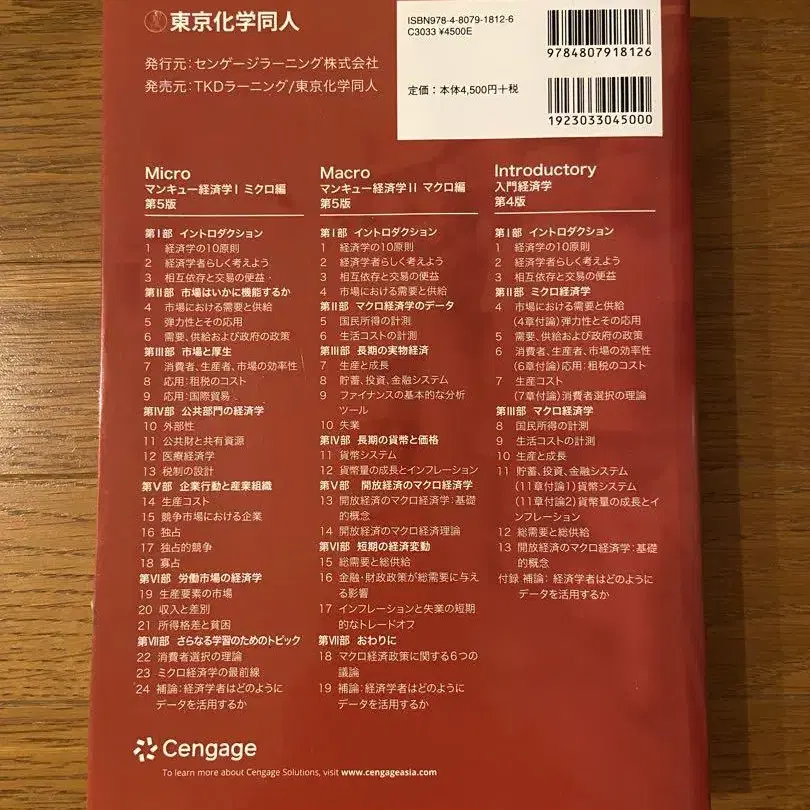 東京化学同人
発行元：センゲージラーニング株式会社
発売元：TKDラーニング/東京化学同人
ISBN978-4-8079-1812-6
C3033 ¥4500E
定価：本体4,500円＋税
9784807918126
1923033045000
Micro
マンキュー経済学I ミクロ編
第5版
第I部 イントロダクション
1 経済学の10原則
2 経済学者らしく考えよう
3 相互依存と交易の便益
第II部 市場はいかに機能するか
4 市場における需要と供給
5 弾力性とその応用
6 需要、供給および政府の政策
第III部 市場と厚生
7 消費者、生産者、市場の効率性
8 応用：租税のコスト
9 応用：国際貿易
第IV部 公共部門の経済学
10 外部性
11 公共財と共有資源
12 医療経済学
13 税制の設計
第V部 企業行動と産業組織
14 生産コスト
15 競争市場における企業
16 独占
17 独占的競争
18 寡占
第VI部 労働市場の経済学
19 生産要素の市場
20 収入と差別
21 所得格差と貧困
第VII部 さらなる学習のためのトピック
22 消費者選択の理論
23 ミクロ経済学の最前線
24 補論：経済学者はどのように
データを活用するか
Macro
マンキュー経済学II マクロ編
第5版
第I部 イントロダクション
1 経済学の10原則
2 経済学者らしく考えよう
3 相互依存と交易の便益
4 市場における需要と供給
第II部 マクロ経済学のデータ
5 国民所得の計測
6 生活コストの計測
第III部 長期の実物経済
7 生産と成長
8 貯蓄、投資、金融システム
9 ファイナンスの基本的な分析
ツール
10 失業
第IV部 長期の貨幣と価格
11 貨幣システム
12 貨幣量の成長とインフレーション
第V部 開放経済のマクロ経済学
13 開放経済のマクロ経済学：基礎
的概念
14 開放経済のマクロ経済理論
第VI部 短期の経済変動
15 総需要と総供給
16 金融・財政政策が総需要に与え
る影響
17 インフレーションと失業の短期
的なトレードオフ
第VII部 おわりに
18 マクロ経済政策に関する6つの
議論
19 補論：経済学者はどのように
データを活用するか
Introductory
入門経済学
第4版
第I部 イントロダクション
1 経済学の10原則
2 経済学者らしく考えよう
3 相互依存と交易の便益
第II部 ミクロ経済学
4 市場における需要と供給
(4章付論)弾力性とその応用
5 需要、供給および政府の政策
6 消費者、生産者、市場の効率性
(6章付論)応用：租税のコスト
7 生産コスト
(7章付論)消費者選択の理論
第III部 マクロ経済学
8 国民所得の計測
9 生活コストの計測
10 生産と成長
11 貯蓄、投資、金融システム
(11章付論1)貨幣システム
(11章付論2)貨幣量の成長とイ
ンフレーション
12 総需要と総供給
13 開放経済のマクロ経済学：基礎
的概念
付録 補論：経済学者はどのように
データを活用するか
Cengage
To learn more about Cengage Solutions, visit www.cengageasia.com